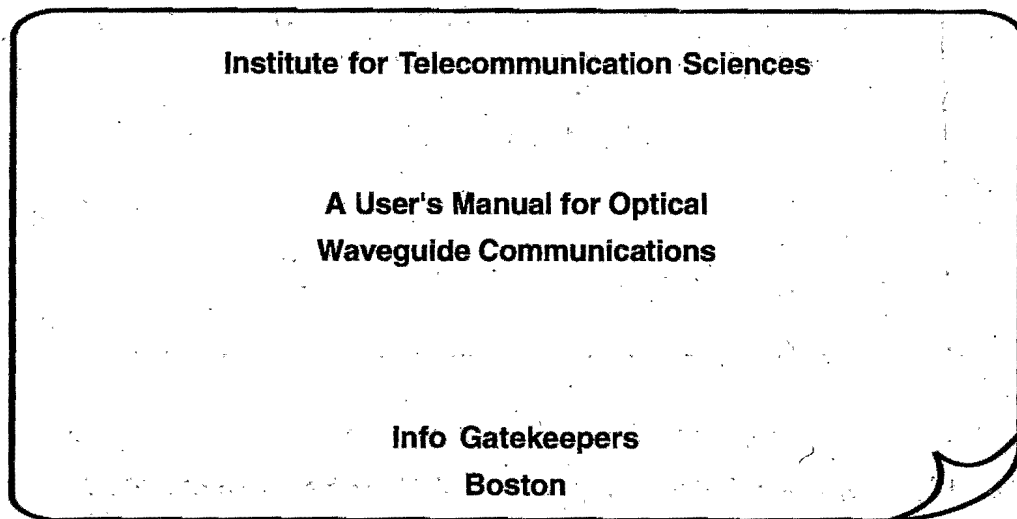 Institute for Telecommunication Sciences
A User's Manual for Optical
Waveguide Communications
Info Gatekeepers
Boston